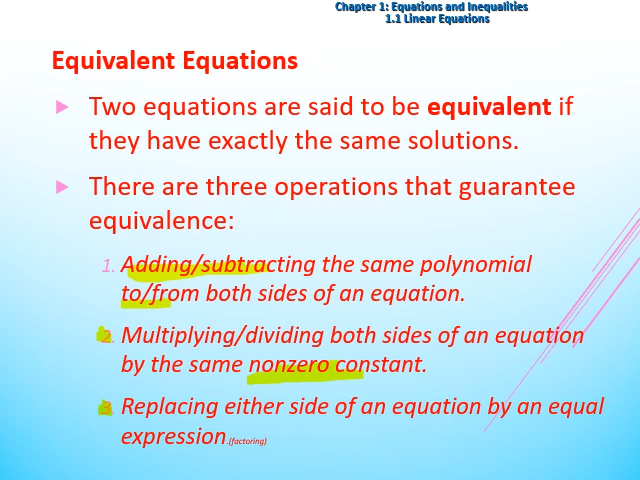 Chapter 1: Equations and Inequalities
1.1 Linear Equations
Equivalent Equations
Two equations are said to be equivalent if
they have exactly the same solutions.
There are three operations that guarantee
equivalence:
1. Adding/subtracting the same polynomial
to/from both sides of an equation.
2. Multiplying/dividing both sides of an equation
by the same nonzero constant.
3. Replacing either side of an equation by an equal
expression.(factoring)